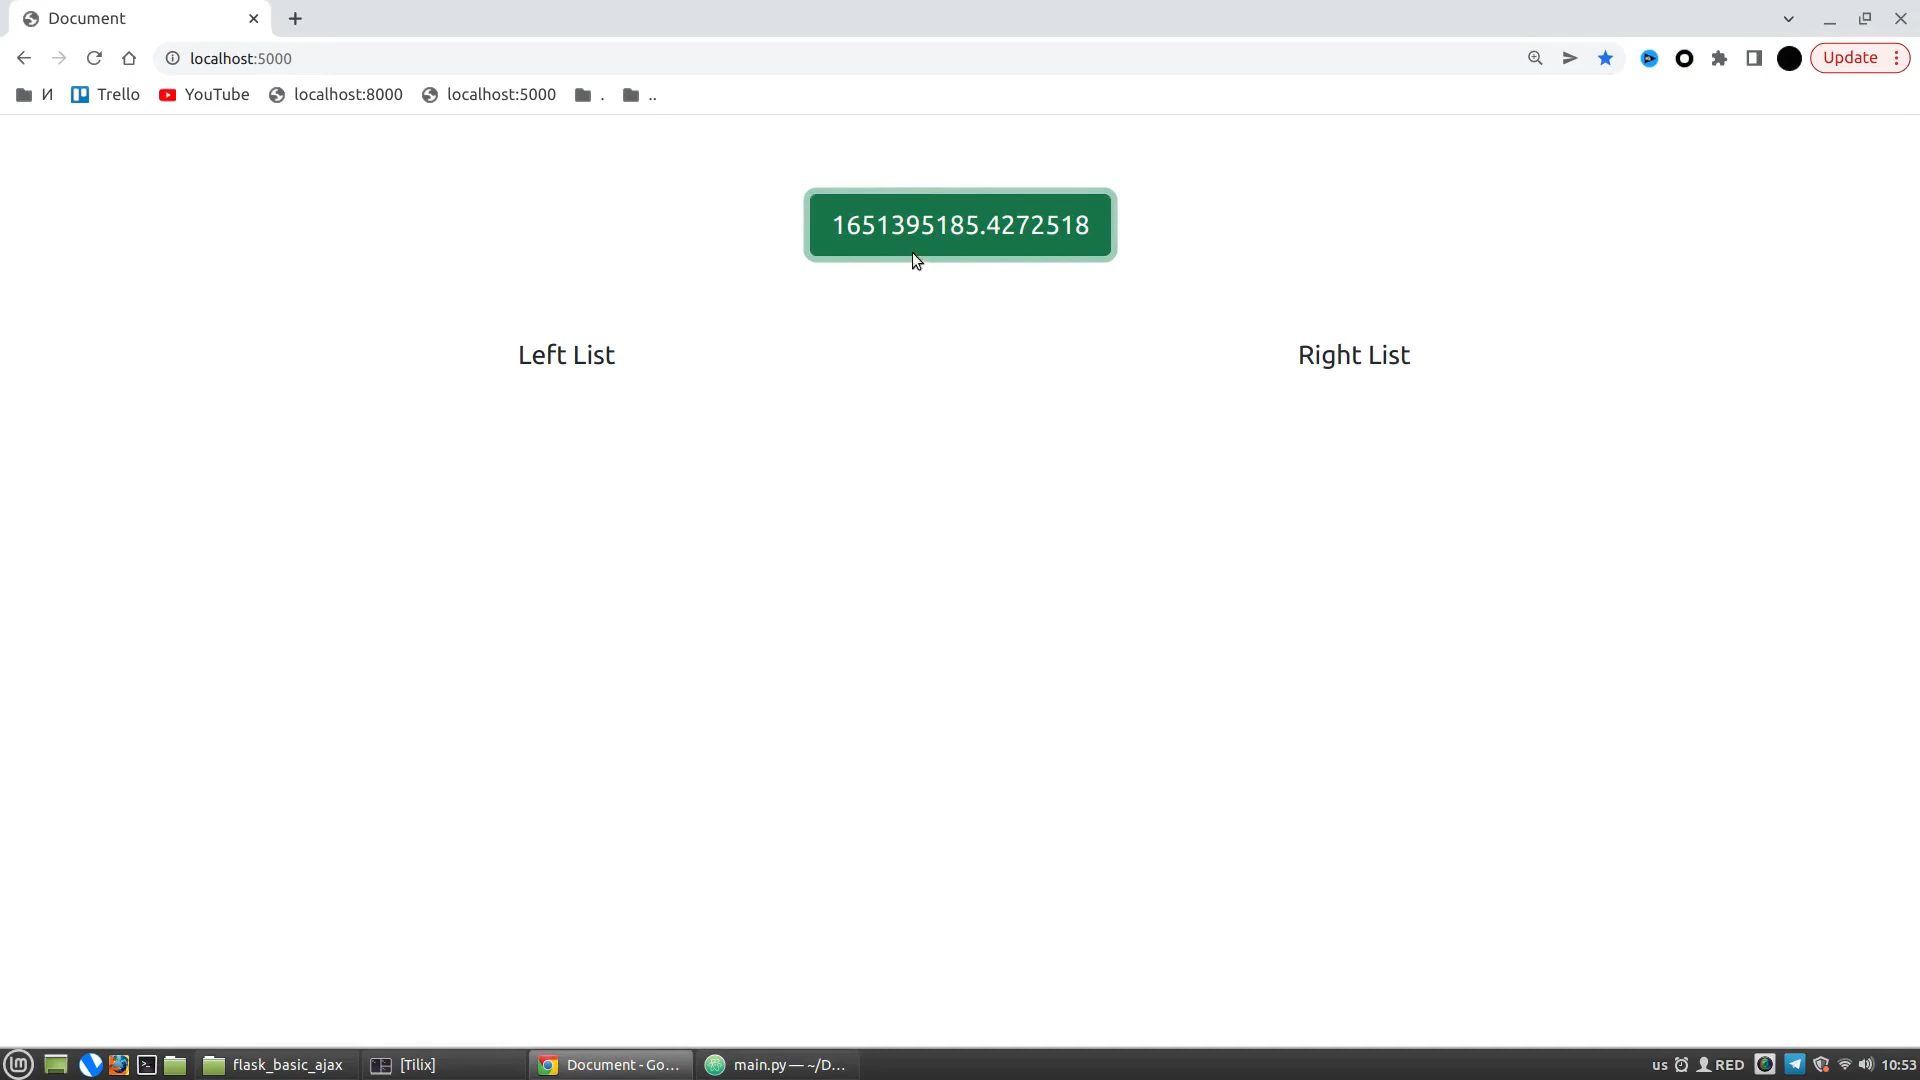 Document
localhost:5000
Update
И
Trello
YouTube
localhost:8000
localhost:5000
.
..
1651395185.4272518
Left List
Right List
flask_basic_ajax
[Tilix]
Document - Go...
main.py — ~/D...
us
RED
10:53